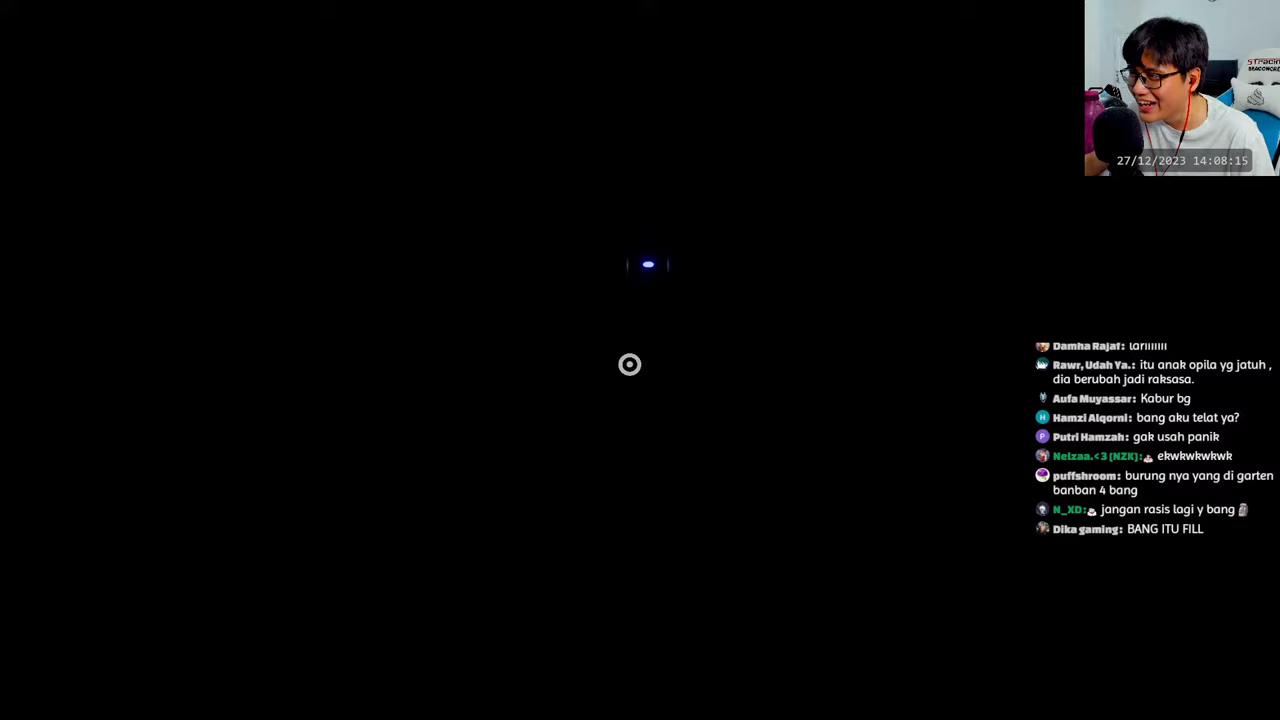 STRACING
DRAGONCREW
27/12/2023 14:08:15
Damha Rajaf: lariiiiiii
Rawr, Udah Ya.: itu anak opila yg jatuh ,
dia berubah jadi raksasa.
Aufa Muyassar: Kabur bg
Hamzi Alqorni: bang aku telat ya?
P Putri Hamzah: gak usah panik
Nelzaa.<3 [NZK]: ekwkwkwkwk
puffshroom: burung nya yang di garten
banban 4 bang
N_XD: jangan rasis lagi y bang
Dika gaming: BANG ITU FILL